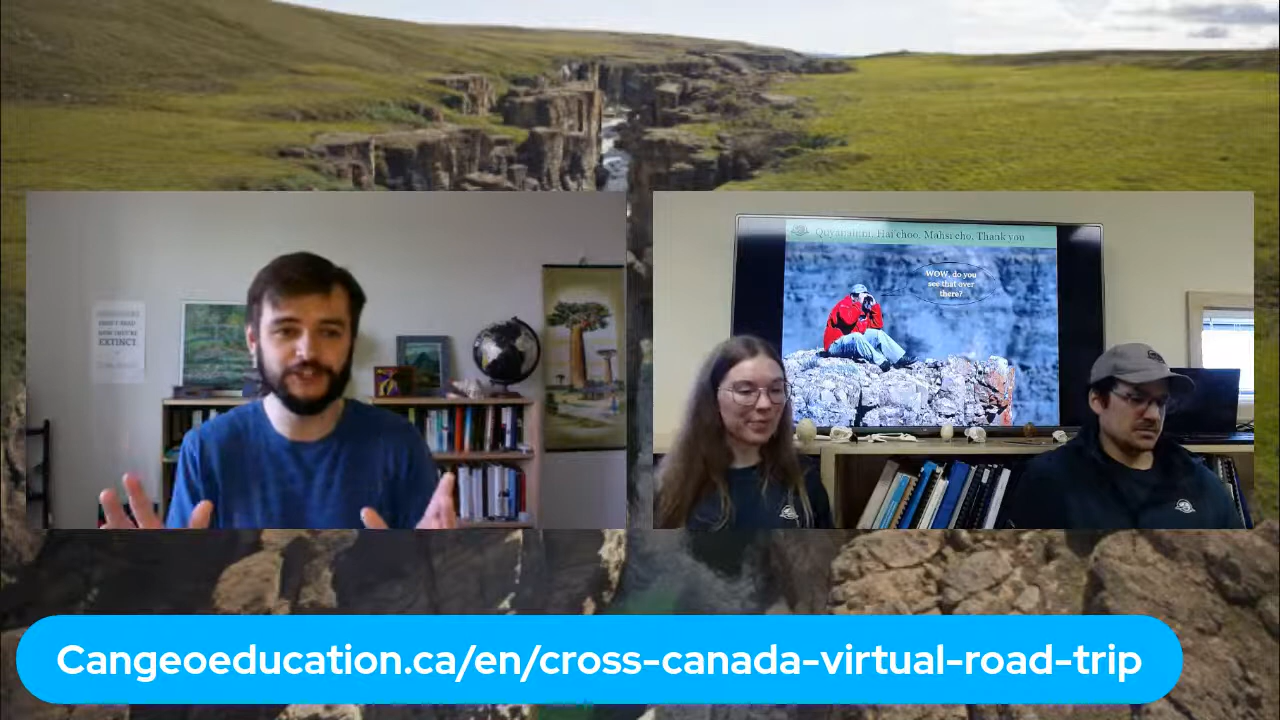 EXTINCT
Quyanainni, Hai choo, Mahsi cho, Thank you
WOW, do you
see that over
there?
Cangeoeducation.ca/en/cross-canada-virtual-road-trip